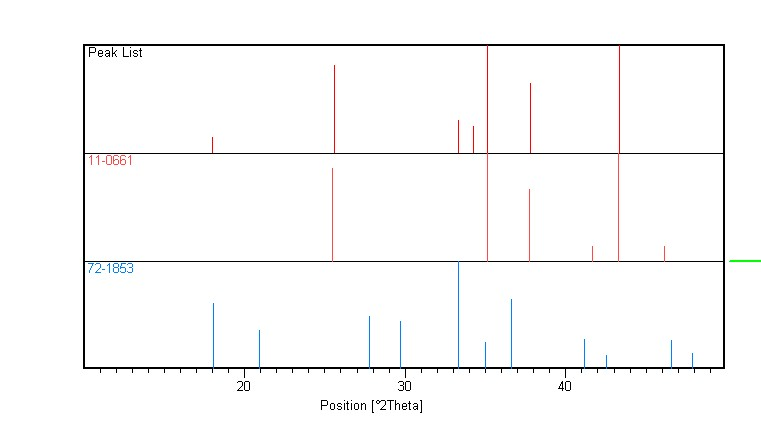 Peak List
11-0661
72-1853
20 30 40
Position [°2Theta]